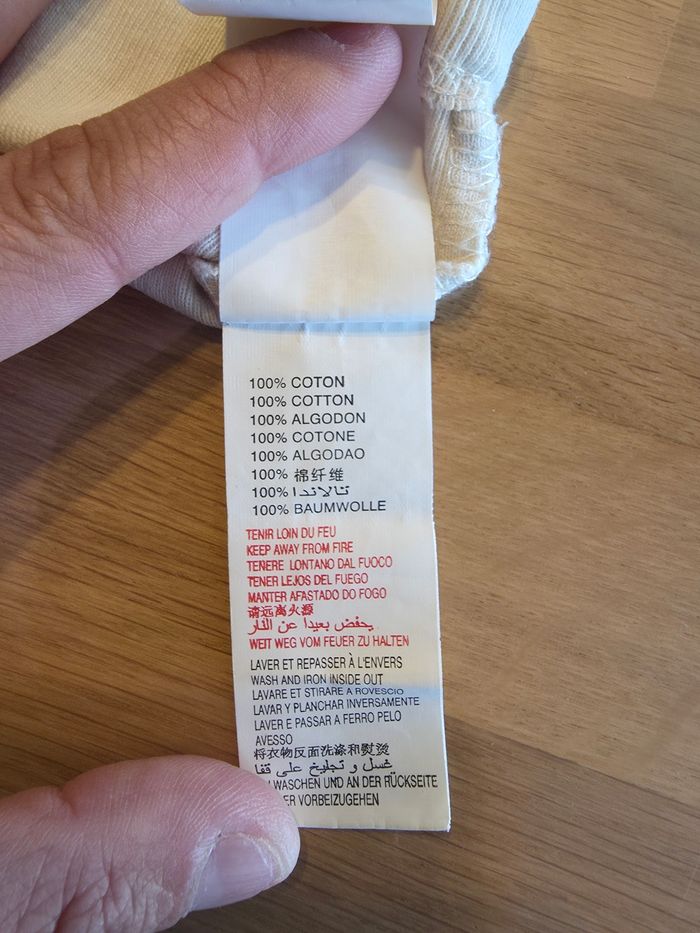 100% COTON
100% COTTON
100% ALGODON
100% COTONE
100% ALGODAO
100% 棉纤维
100% تالاندا
100% BAUMWOLLE
TENIR LOIN DU FEU
KEEP AWAY FROM FIRE
TENERE LONTANO DAL FUOCO
TENER LEJOS DEL FUEGO
MANTER AFASTADO DO FOGO
请远离火源
يحفض بعيدا عن النار
WEIT WEG VOM FEUER ZU HALTEN
LAVER ET REPASSER À L'ENVERS
WASH AND IRON INSIDE OUT
LAVARE ET STIRARE A ROVESCIO
LAVAR Y PLANCHAR INVERSAMENTE
LAVER E PASSAR A FERRO PELO
AVESSO
将衣物反面洗涤和熨烫
غسل و تجليخ على قفا
WASCHEN UND AN DER RÜCKSEITE
VORBEIZUGEHEN